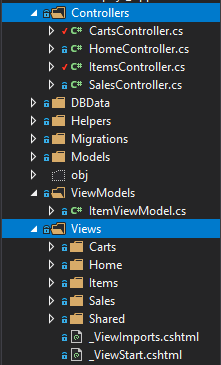 Controllers
CartsController.cs
HomeController.cs
ItemsController.cs
SalesController.cs
DBData
Helpers
Migrations
Models
obj
ViewModels
ItemViewModel.cs
Views
Carts
Home
Items
Sales
Shared
_ViewImports.cshtml
_ViewStart.cshtml